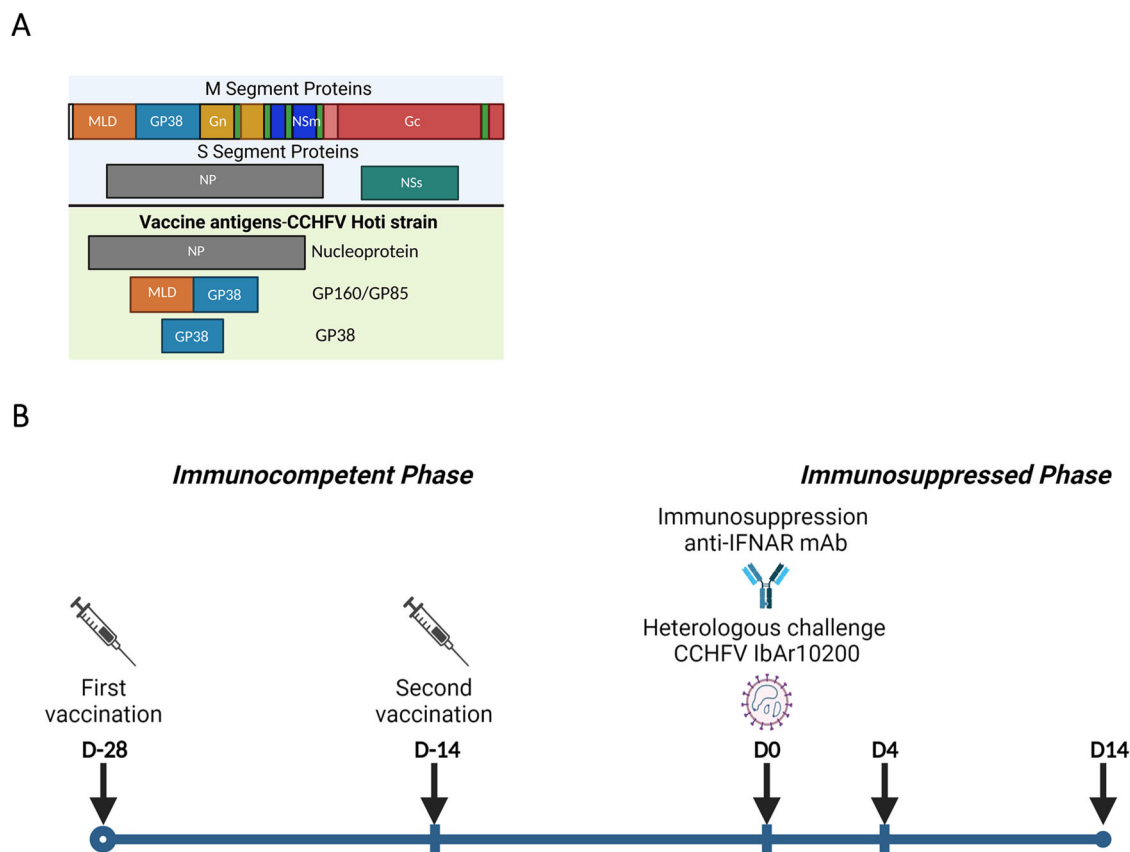 A
M Segment Proteins
MLD GP38 Gn NSm Gc
S Segment Proteins
NP NSs
Vaccine antigens-CCHFV Hoti strain
NP Nucleoprotein
MLD GP38 GP160/GP85
GP38 GP38
B
Immunocompetent Phase Immunosuppressed Phase
Immunosuppression
anti-IFNAR mAb
Heterologous challenge
CCHFV IbAr10200
First
vaccination
Second
vaccination
D-28 D-14 D0 D4 D14